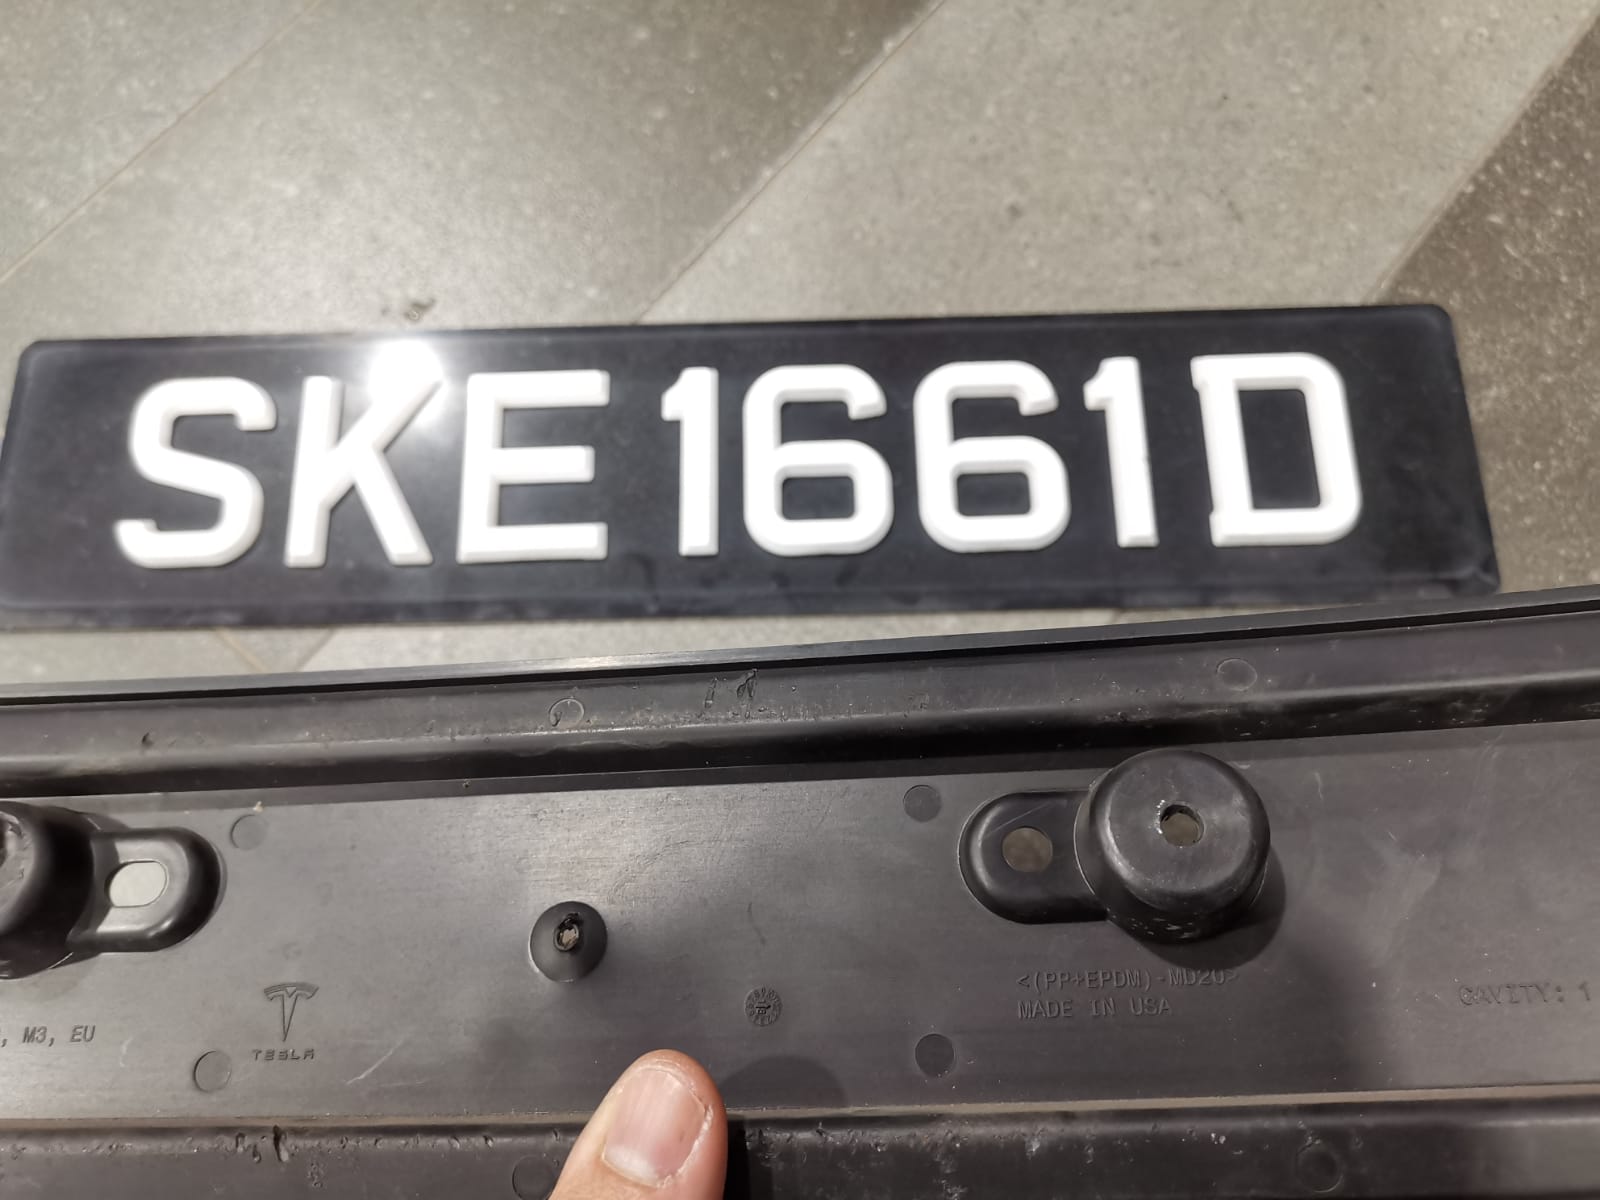 SKE1661D
, M3, EU
TESLA
<(PP+EPDM)-MD20>
MADE IN USA
CAVITY: 1